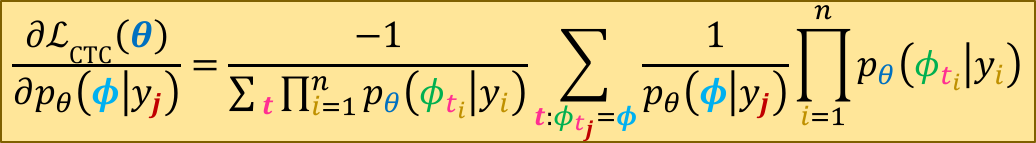 ∂ℒ_CTC(θ)/∂p_θ(ϕ|y_j) = −1/(∑_t ∏_{i=1}^{n} p_θ(ϕ_{t_i}|y_i)) ∑_{t:ϕ_{t_j}=ϕ} 1/p_θ(ϕ|y_j) ∏_{i=1}^{n} p_θ(ϕ_{t_i}|y_i)